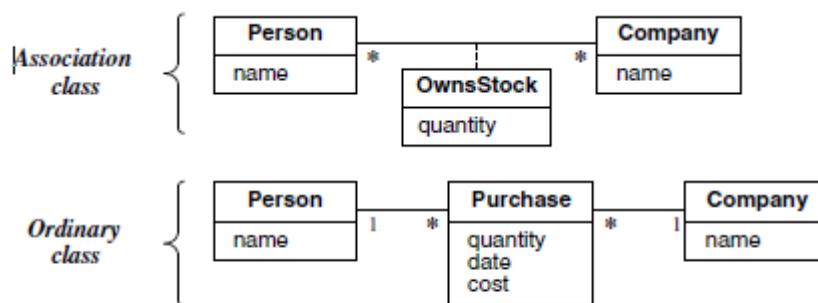 Person
Company
Association
class
*
*
name
name
OwnsStock
quantity
Person
Purchase
Company
Ordinary
class
1
*
*
1
name
quantity
name
date
cost